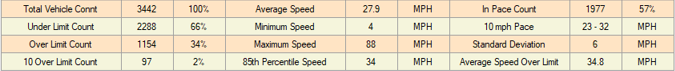 Total Vehicle Connt 3442 100% Average Speed 27.9 MPH In Pace Count 1977 57%
Under Limit Count 2288 66% Minimum Speed 4 MPH 10 mph Pace 23 - 32 MPH
Over Limit Count 1154 34% Maximum Speed 88 MPH Standard Deviation 6 MPH
10 Over Limit Count 97 2% 85th Percentile Speed 34 MPH Average Speed Over Limit 34.8 MPH